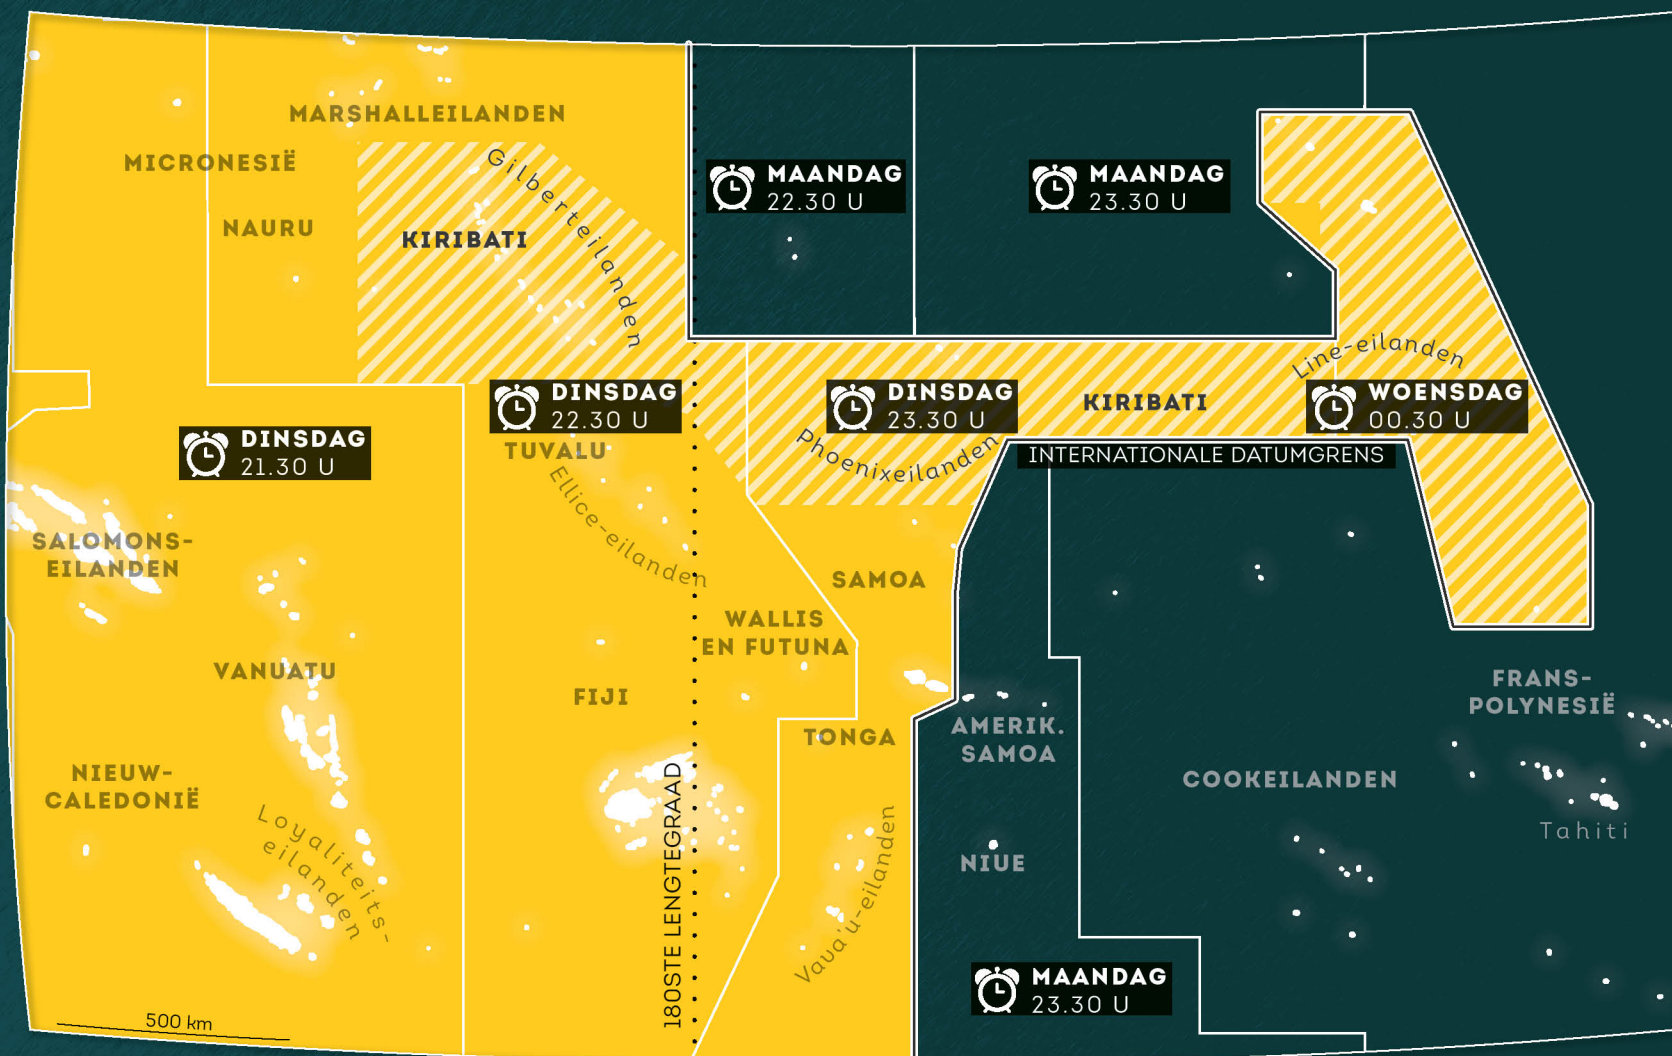 MARSHALLEILANDEN
MICRONESIË
NAURU
Gilberteilanden
KIRIBATI
MAANDAG
22.30 U
MAANDAG
23.30 U
DINSDAG
21.30 U
DINSDAG
22.30 U
DINSDAG
23.30 U
KIRIBATI
Line-eilanden
WOENSDAG
00.30 U
Phoenixeilanden
INTERNATIONALE DATUMGRENS
TUVALU
Ellice-eilanden
SALOMONS-
EILANDEN
SAMOA
WALLIS
EN FUTUNA
VANUATU
FIJI
TONGA
AMERIK.
SAMOA
FRANS-
POLYNESIË
NIEUW-
CALEDONIË
COOKEILANDEN
Tahiti
Loyaliteits-
eilanden
180STE LENGTEGRAAD
Vava'u-eilanden
NIUE
MAANDAG
23.30 U
500 km